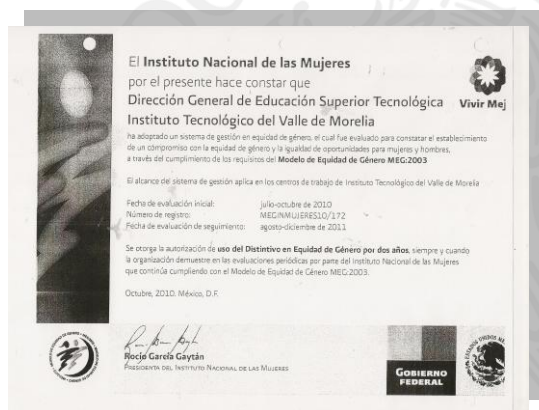 El Instituto Nacional de las Mujeres
por el presente hace constar que
Dirección General de Educación Superior Tecnológica
Instituto Tecnológico del Valle de Morelia
Vivir Mej
ha adoptado un sistema de gestión en equidad de género, el cual fue evaluado para constatar el establecimiento
de un compromiso con la equidad de género y la igualdad de oportunidades para mujeres y hombres,
a través del cumplimiento de los requisitos del Modelo de Equidad de Género MEG:2003
El alcance del sistema de gestión aplica en los centros de trabajo de Instituto Tecnológico del Valle de Morelia
Fecha de evaluación inicial: julio-octubre de 2010
Número de registro: MEGINMUJERES10/172
Fecha de evaluación de seguimiento: agosto-diciembre de 2011
Se otorga la autorización de uso del Distintivo en Equidad de Género por dos años, siempre y cuando
la organización demuestre en las evaluaciones periódicas por parte del Instituto Nacional de las Mujeres
que continúa cumpliendo con el Modelo de Equidad de Género MEG:2003.
Octubre, 2010. México, D.F.
Rocío García Gaytán
Presidenta del Instituto Nacional de las Mujeres
Gobierno
Federal